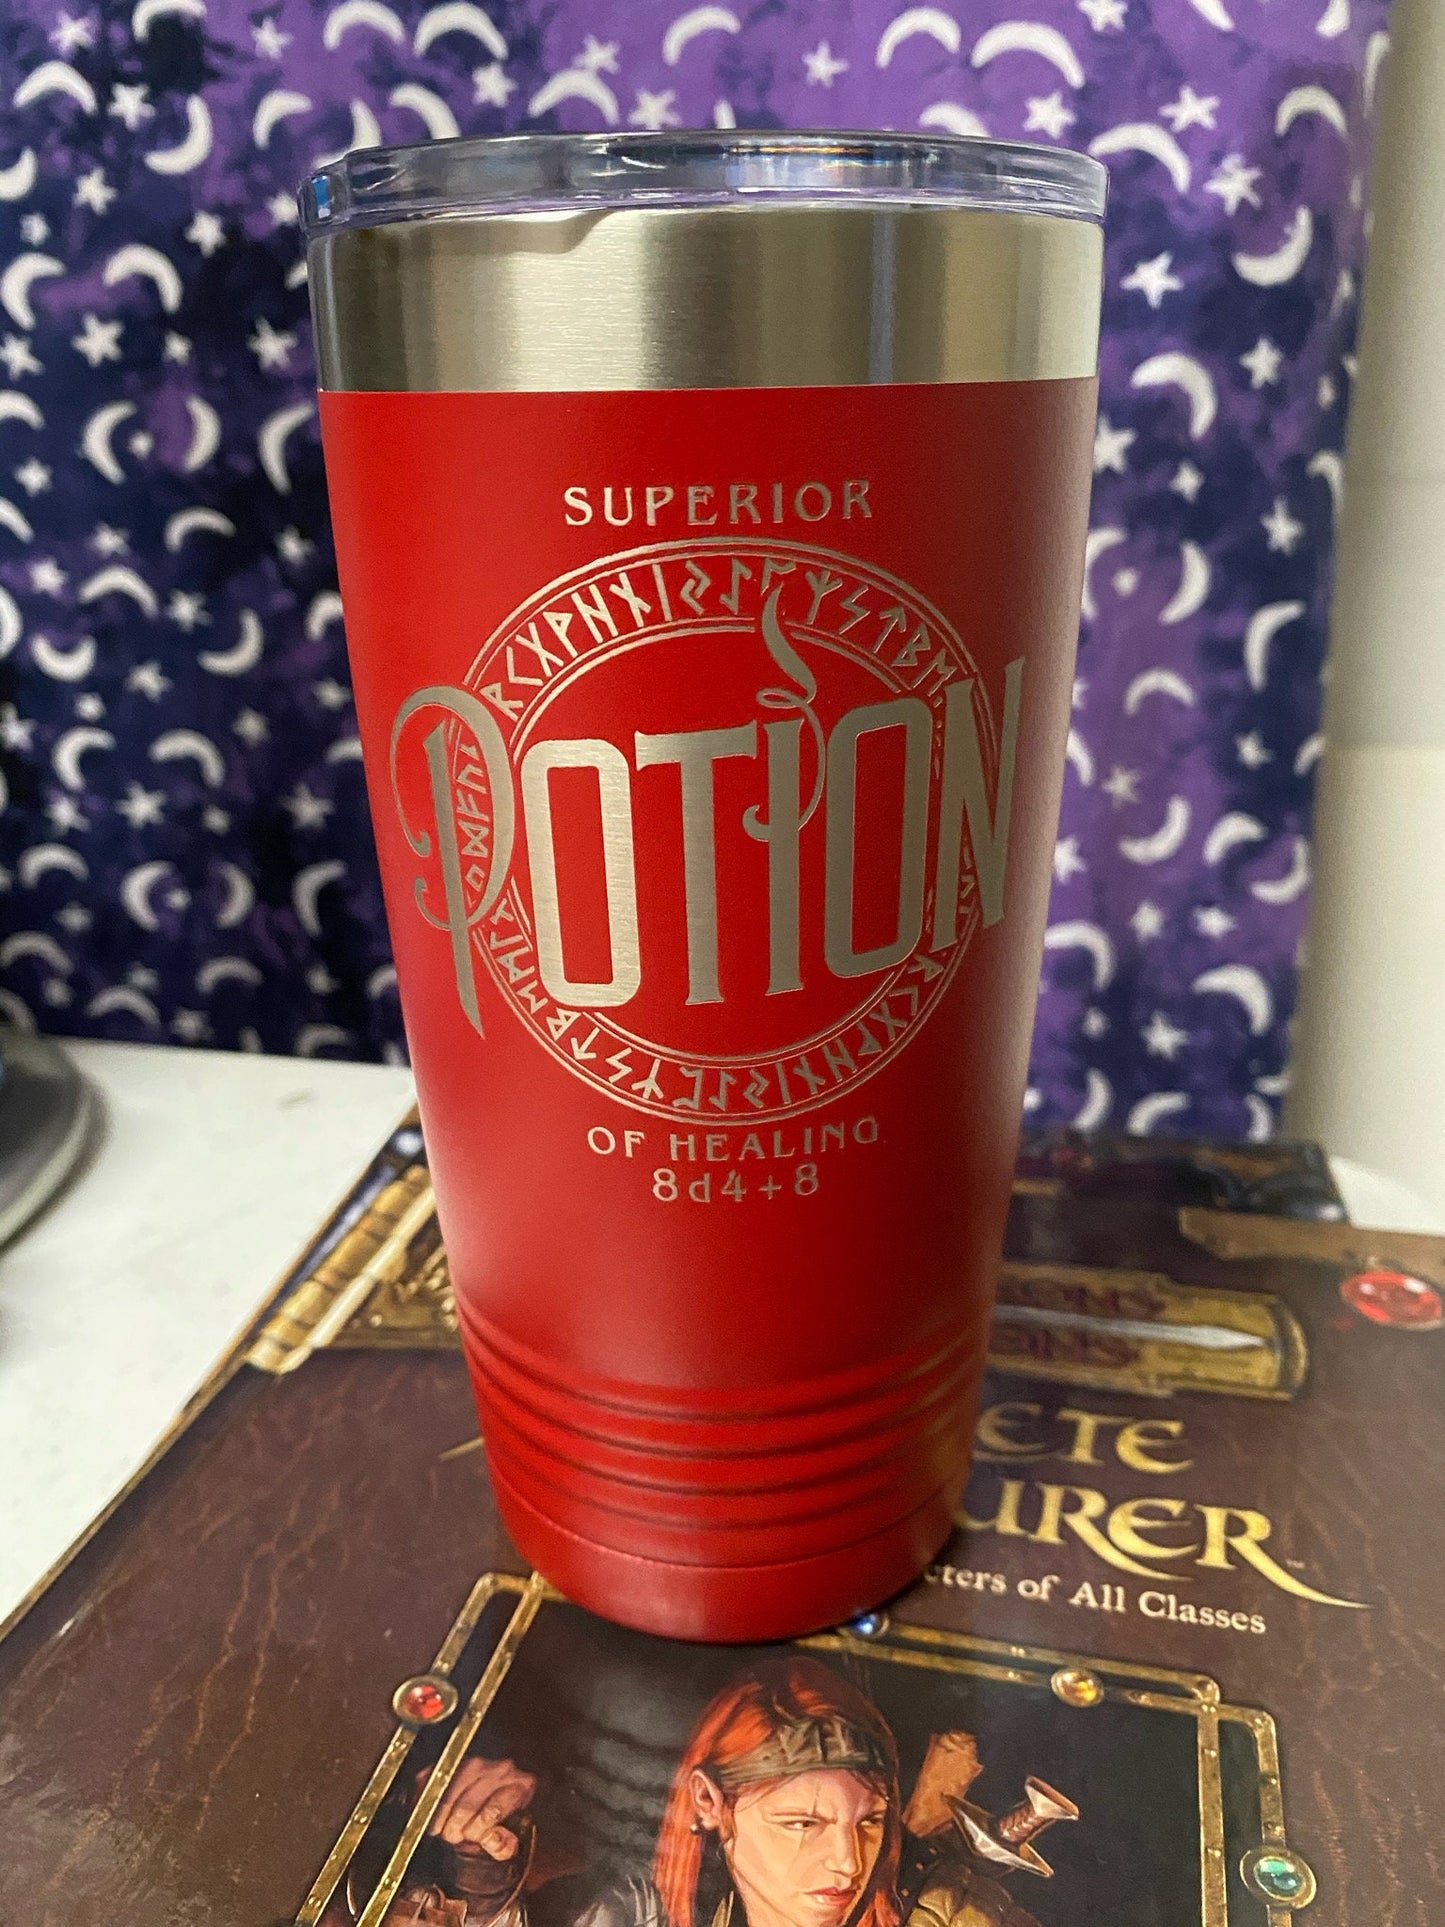 SUPERIOR
POTION
OF HEALING
8d4+8
ETE
URER
cters of All Classes